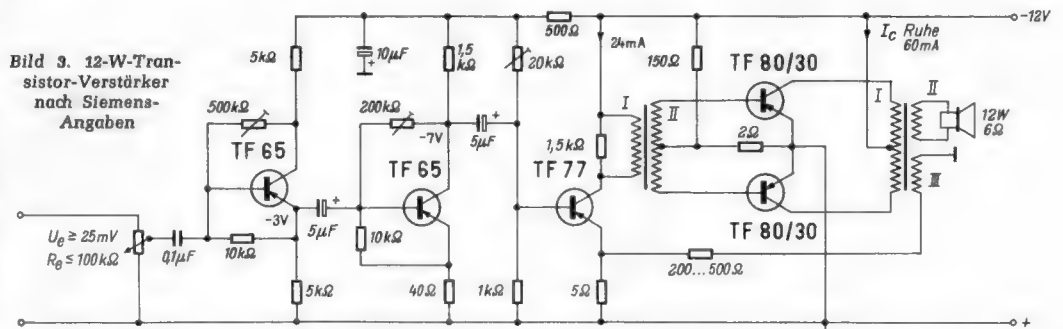 Bild 3. 12-W-Tran-
sistor-Verstärker
nach Siemens-
Angaben
5kΩ
10µF
+
1,5
kΩ
500Ω
20kΩ
24mA
150Ω
I_C Ruhe
60mA
-12V
500kΩ
TF 65
200kΩ
-7V
5µF
+
TF 65
1,5kΩ
I
II
TF 80/30
2Ω
I
II
12W
6Ω
III
TF 77
TF 80/30
-3V
5µF
+
U_e ≥ 25mV
R_e ≤ 100kΩ
0,1µF
10kΩ
10kΩ
200...500Ω
5kΩ
40Ω
1kΩ
5Ω
+